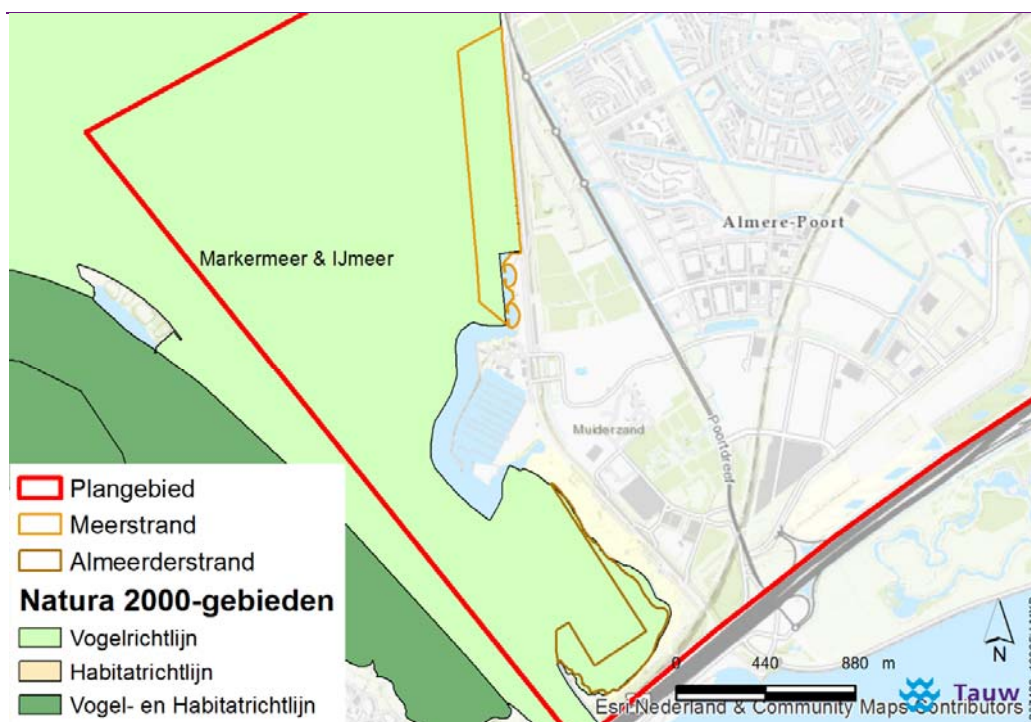 Almere-Poort
Markermeer & IJmeer
Muiderzand
Poortdreef
Plangebied
Meerstrand
Almeerderstrand
Natura 2000-gebieden
Vogelrichtlijn
Habitatrichtlijn
Vogel- en Habitatrichtlijn
0 440 880 m
N
Esri Nederland & Community Maps Contributors
Tauw